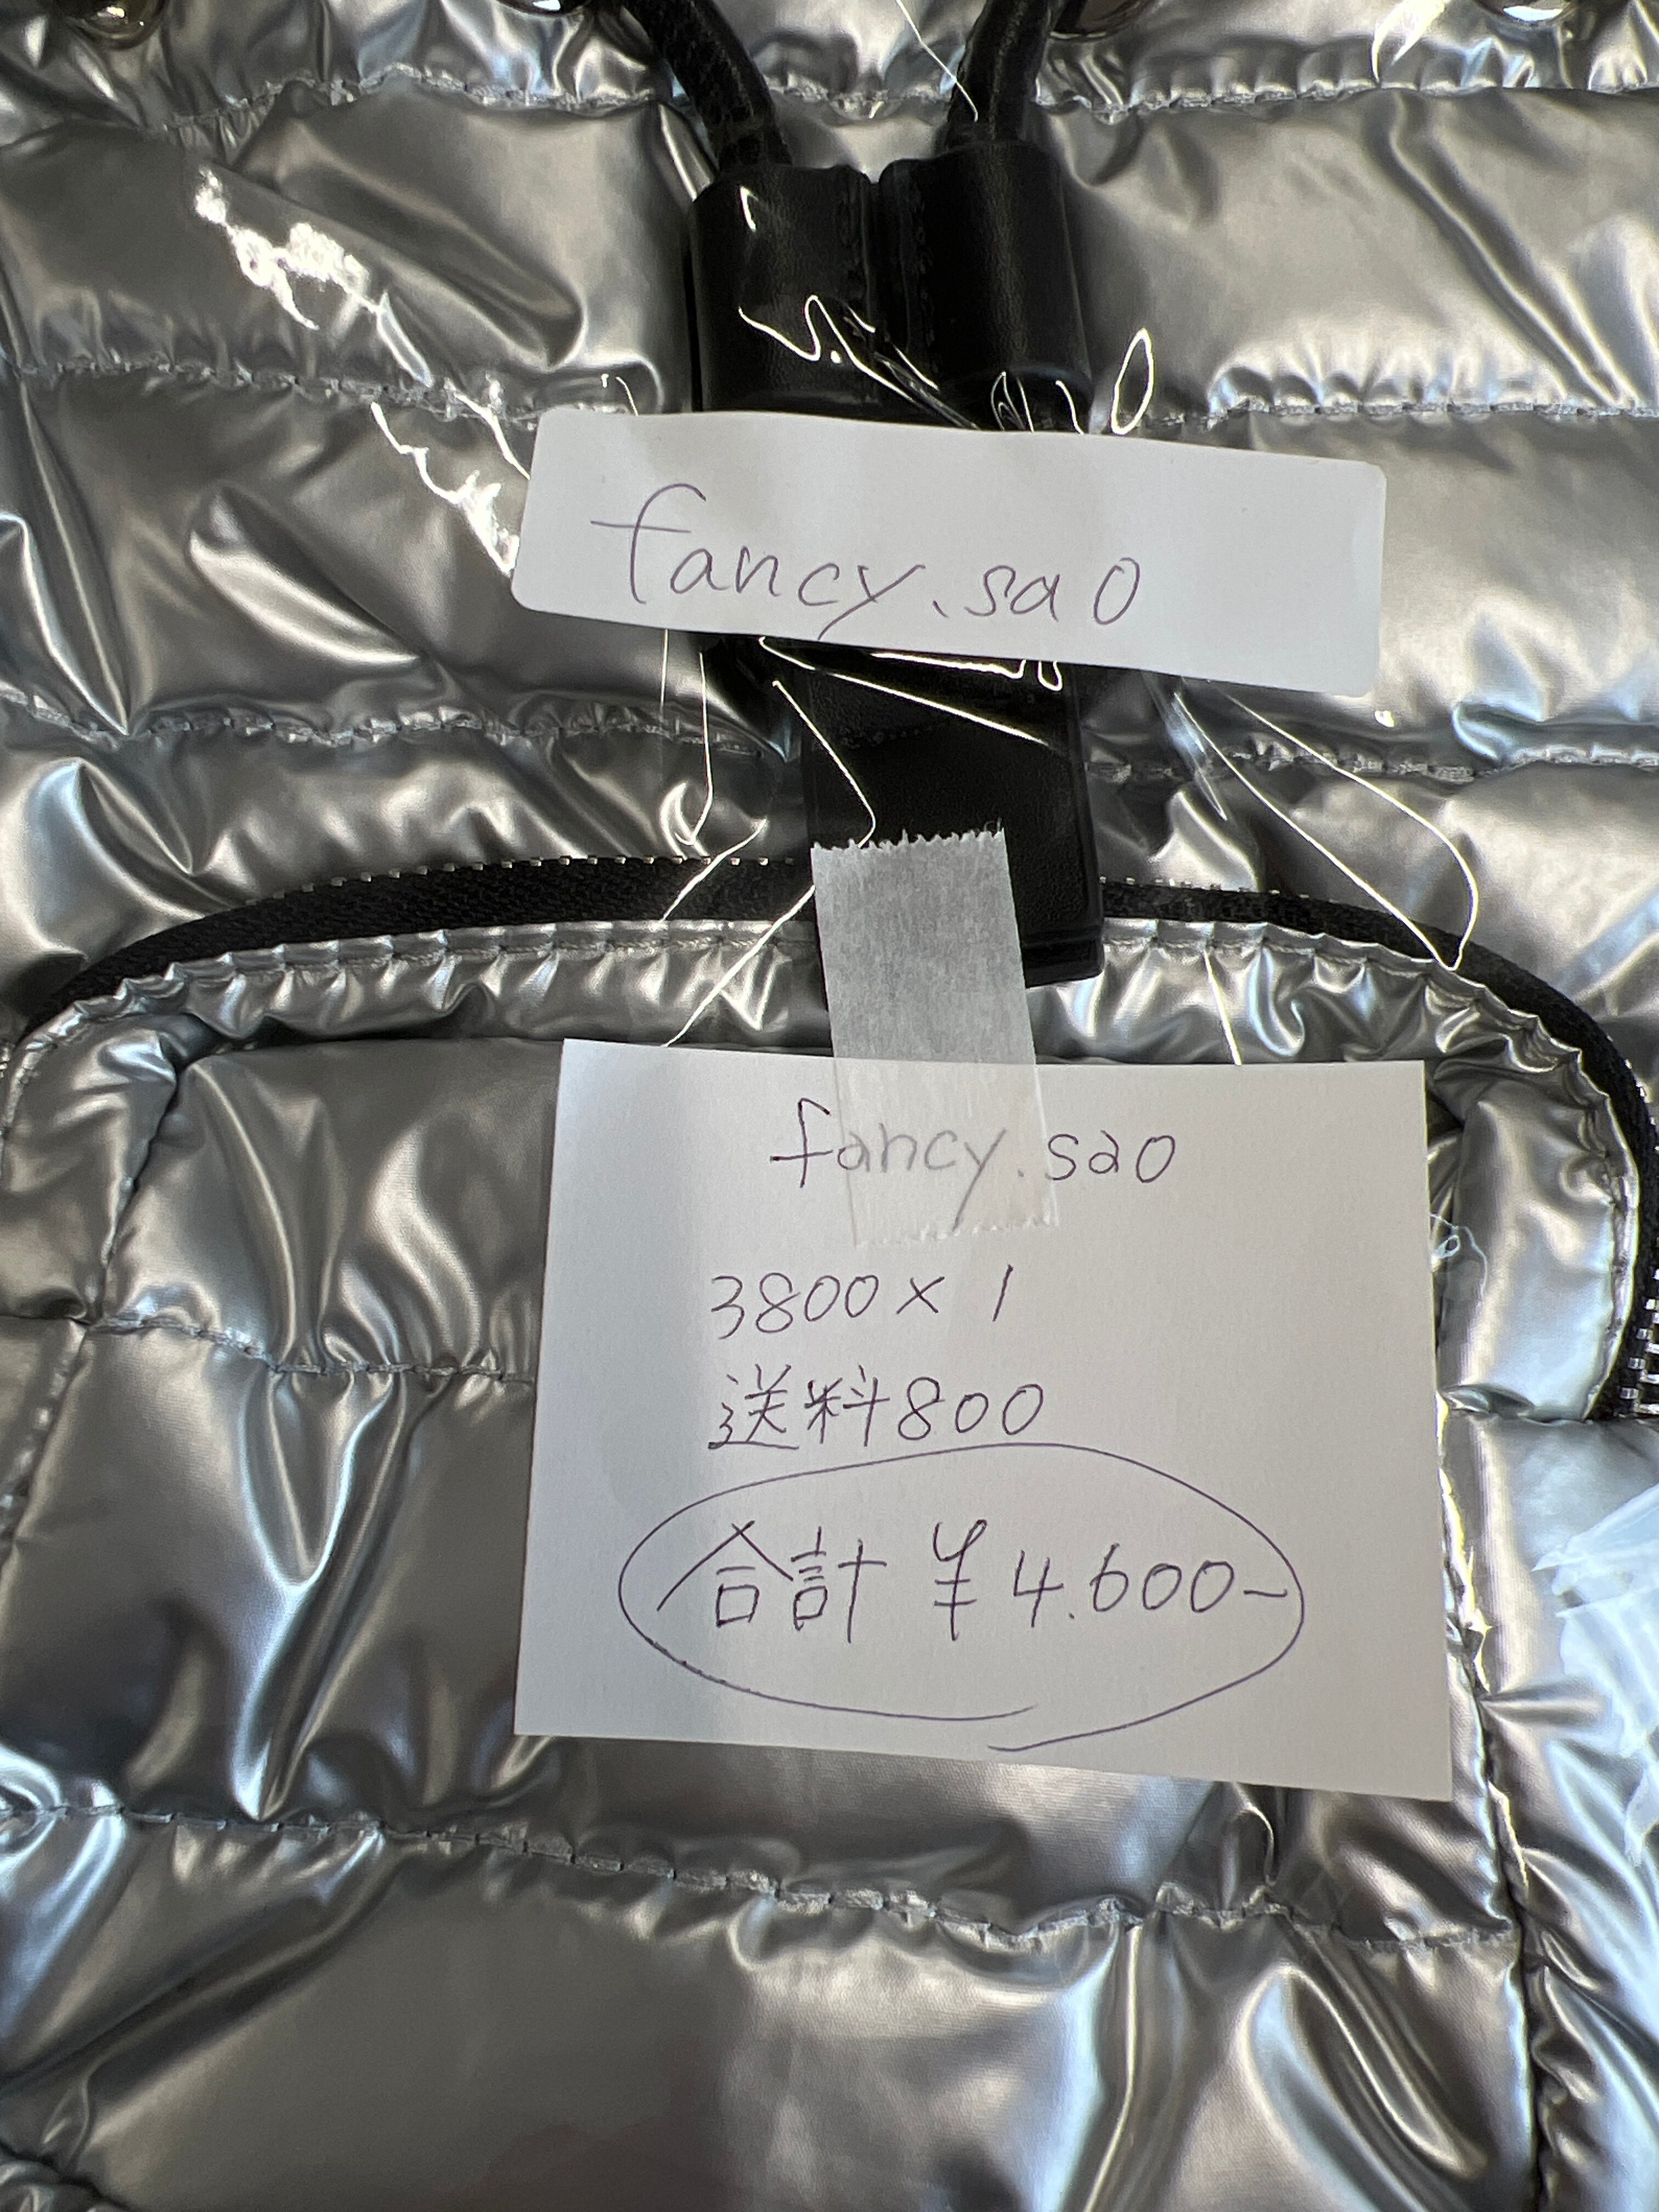 fancy.sao
fancy.sao
3800×1
送料800
合計 ¥4.600-